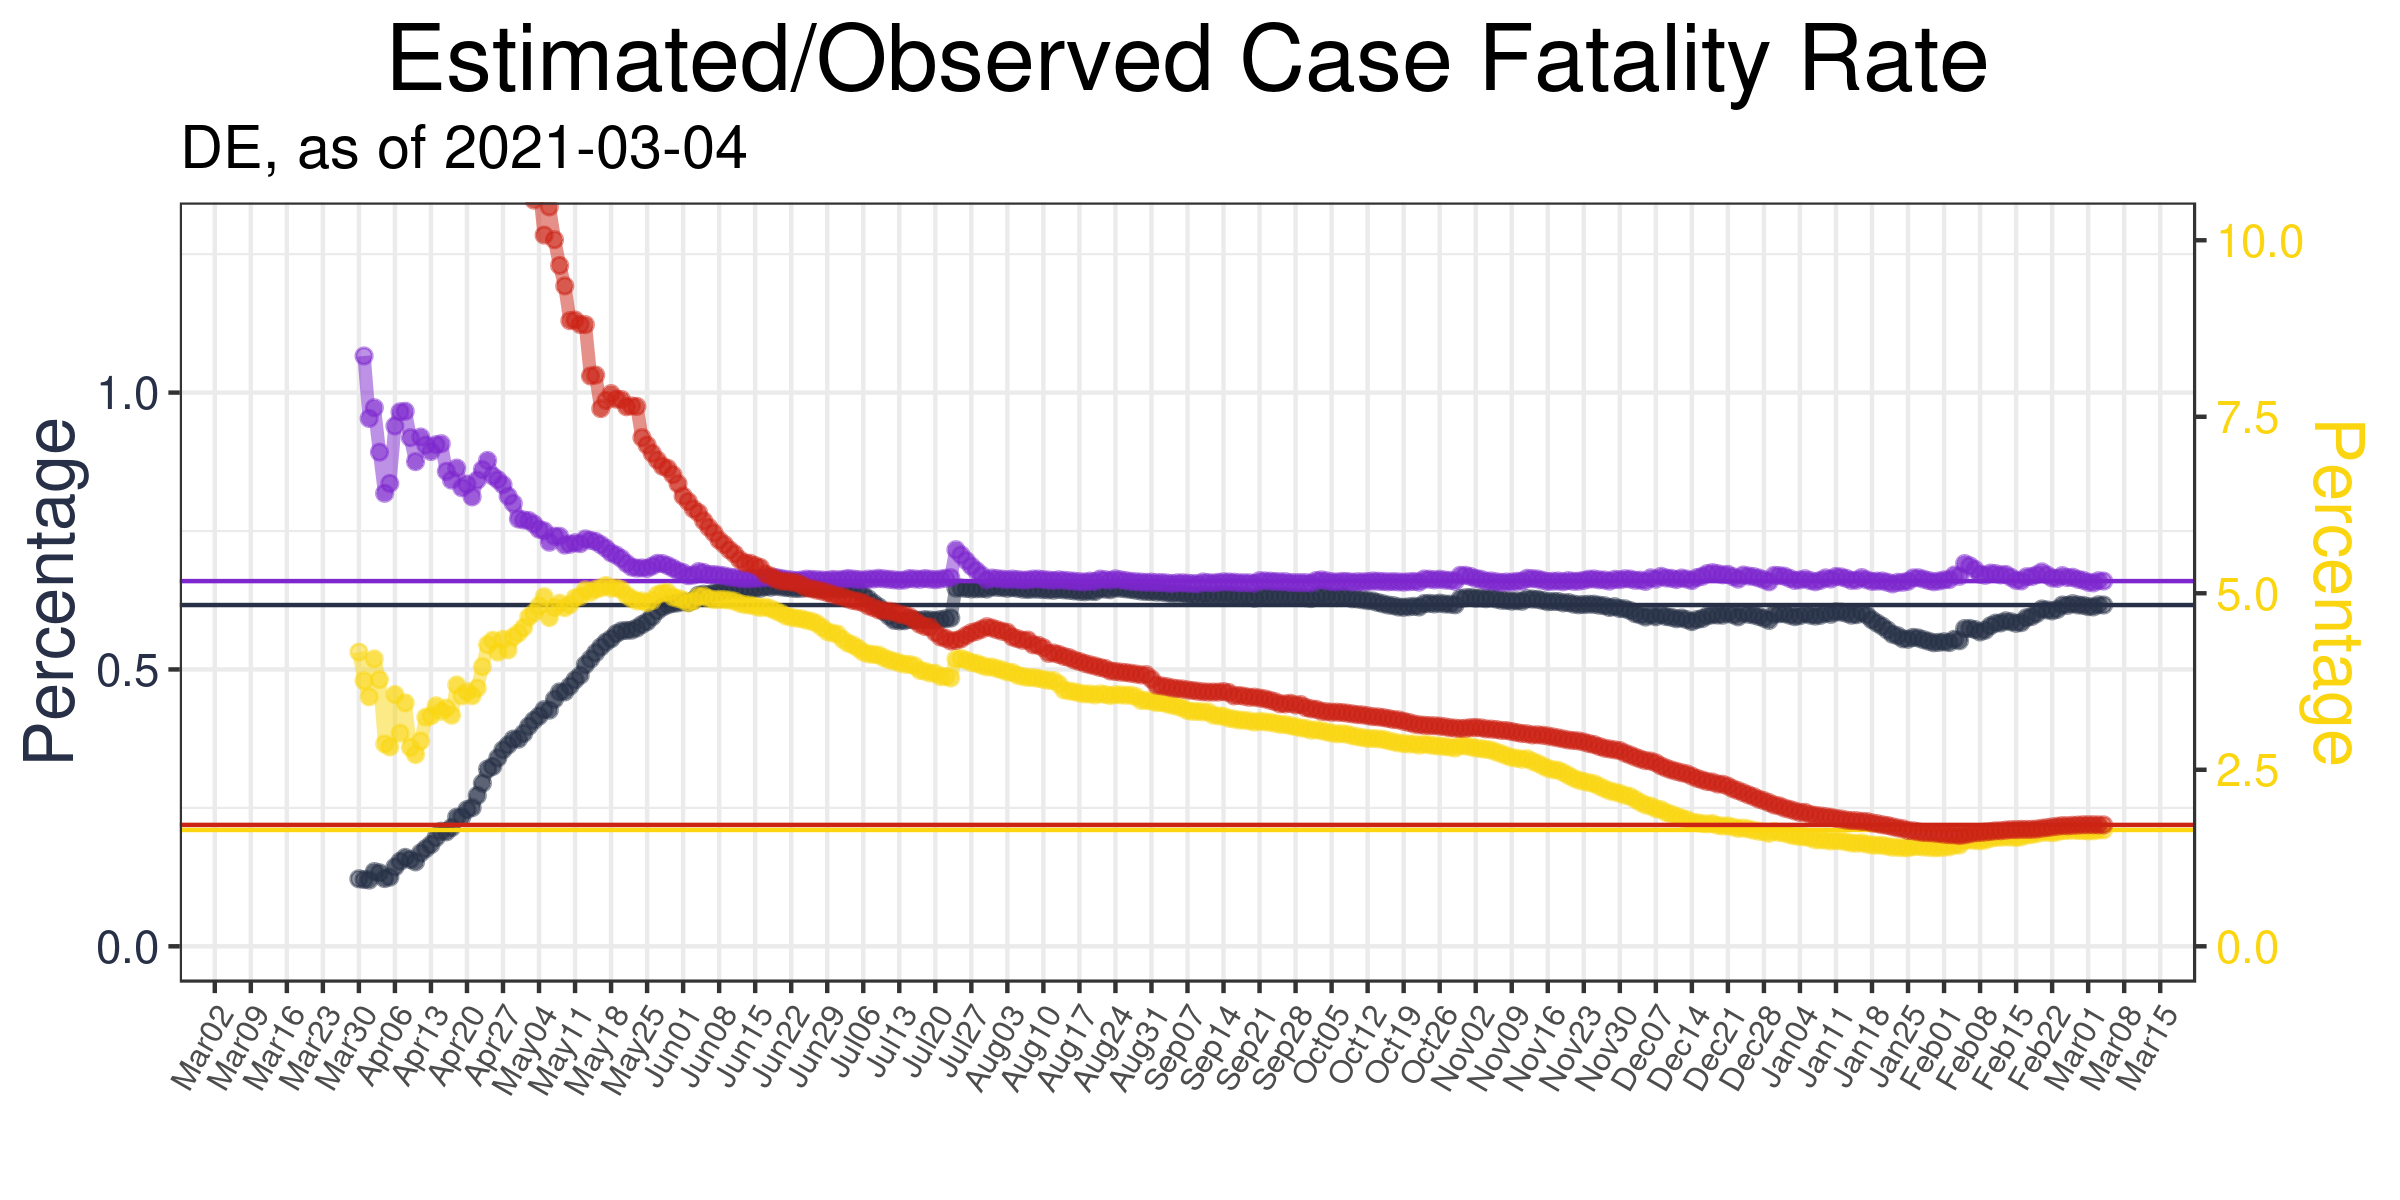 Estimated/Observed Case Fatality Rate
DE, as of 2021-03-04
Percentage
1.0
0.5
0.0
10.0
7.5
5.0
2.5
0.0
Percentage
Mar02 Mar09 Mar16 Mar23 Mar30 Apr06 Apr13 Apr20 Apr27 May04 May11 May18 May25 Jun01 Jun08 Jun15 Jun22 Jun29 Jul06 Jul13 Jul20 Jul27 Aug03 Aug10 Aug17 Aug24 Aug31 Sep07 Sep14 Sep21 Sep28 Oct05 Oct12 Oct19 Oct26 Nov02 Nov09 Nov16 Nov23 Nov30 Dec07 Dec14 Dec21 Dec28 Jan04 Jan11 Jan18 Jan25 Feb01 Feb08 Feb15 Feb22 Mar01 Mar08 Mar15